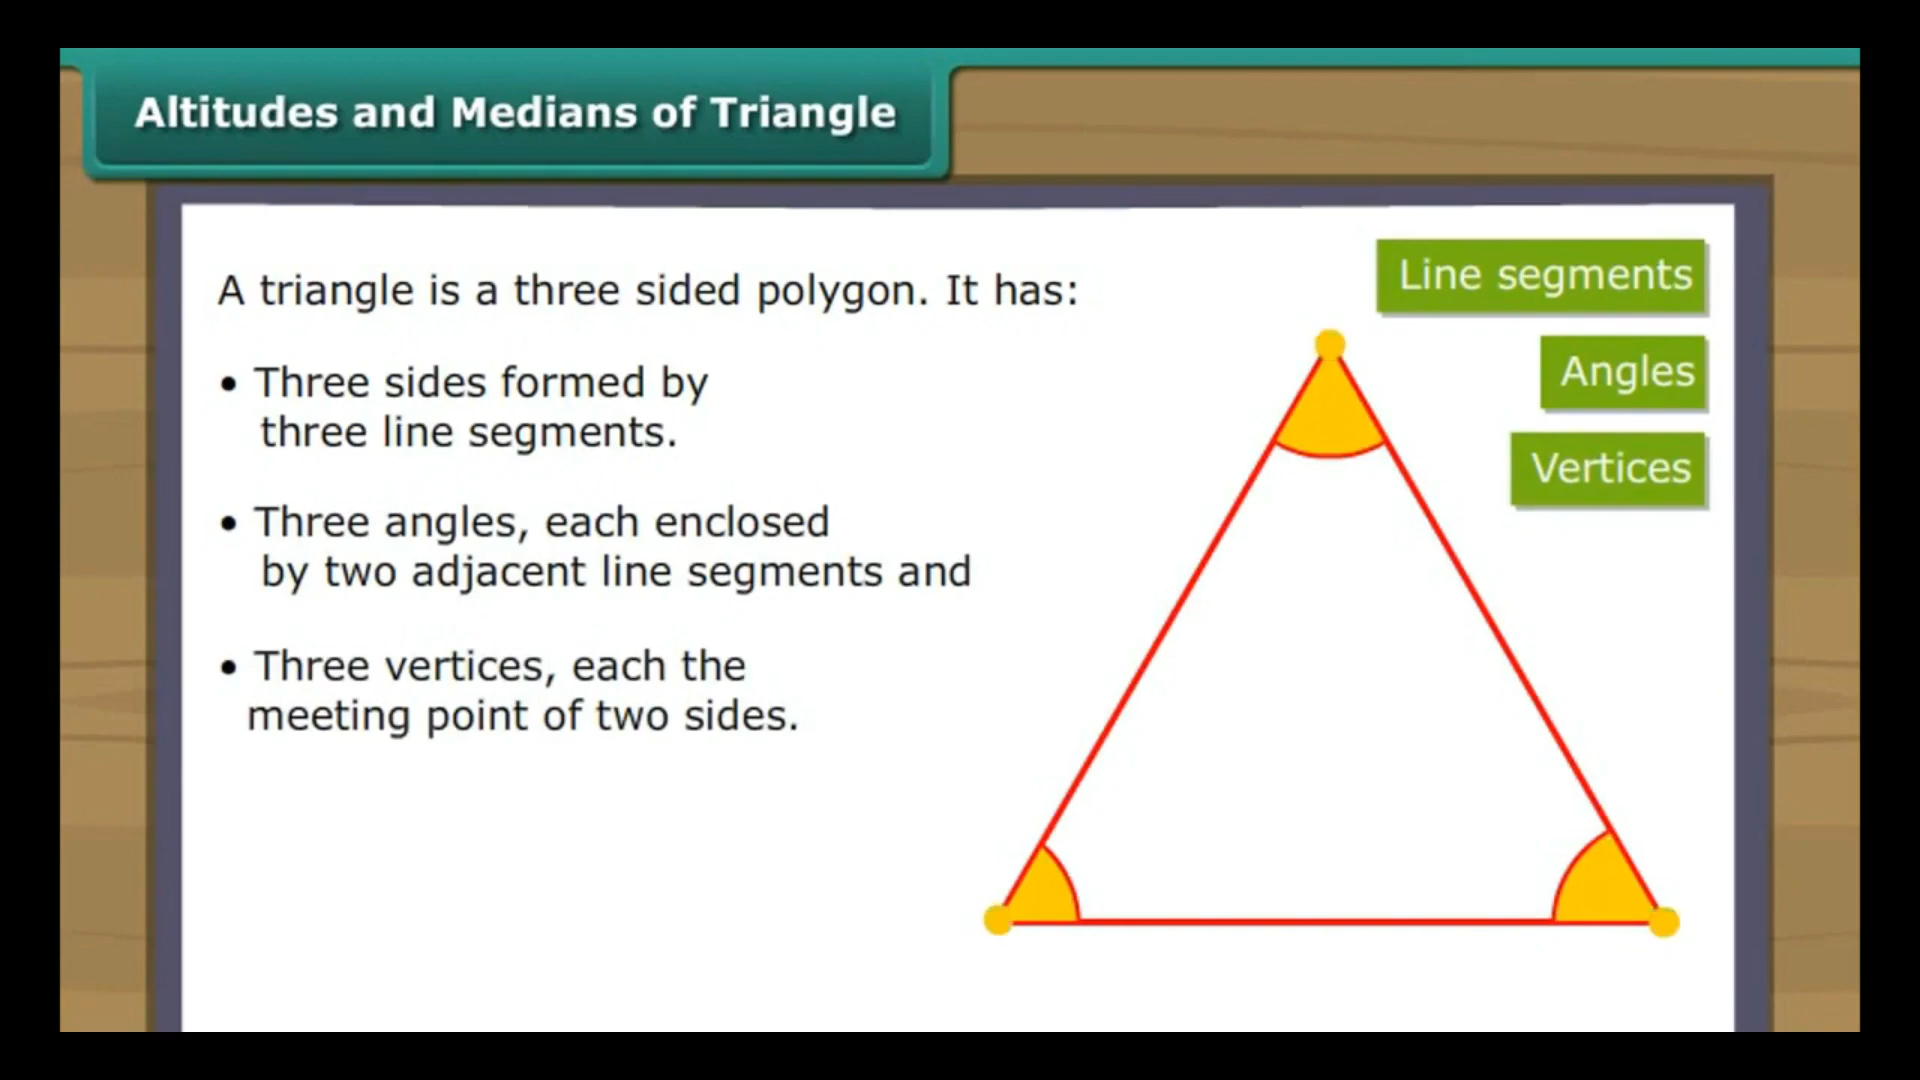 Altitudes and Medians of Triangle
A triangle is a three sided polygon. It has:
• Three sides formed by
three line segments.
• Three angles, each enclosed
by two adjacent line segments and
• Three vertices, each the
meeting point of two sides.
Line segments
Angles
Vertices